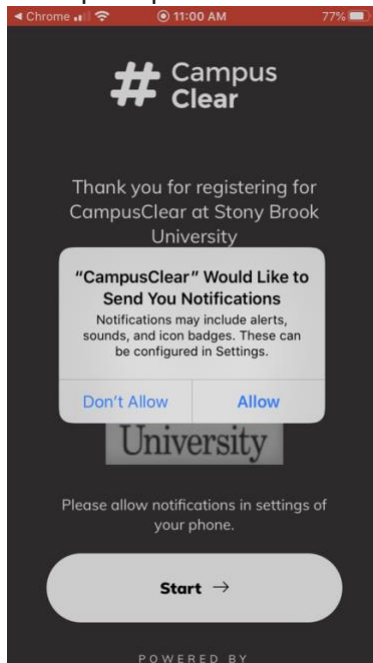 ◄ Chrome 11:00 AM 77%
# Campus
Clear
Thank you for registering for
CampusClear at Stony Brook
University
“CampusClear” Would Like to
Send You Notifications
Notifications may include alerts,
sounds, and icon badges. These can
be configured in Settings.
Don’t Allow Allow
University
Please allow notifications in settings of
your phone.
Start →
POWERED BY